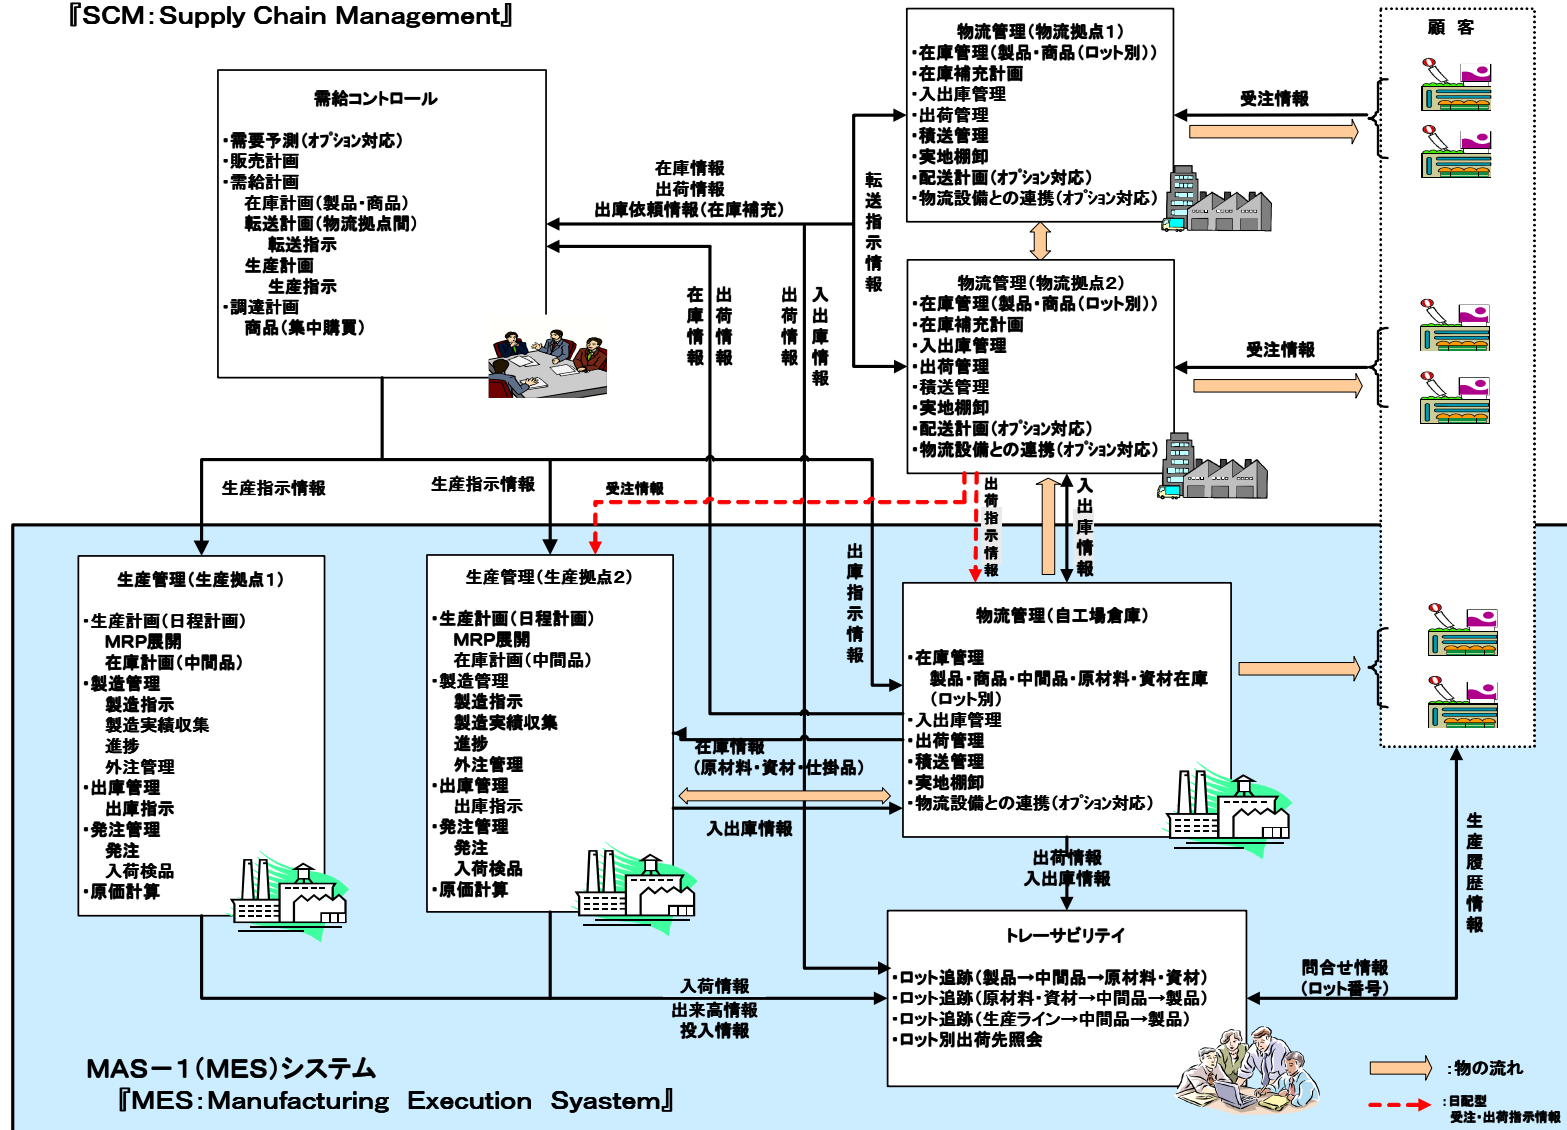 『SCM:Supply Chain Management』
需給コントロール
・需要予測(オプション対応)
・販売計画
・需給計画
在庫計画(製品・商品)
転送計画(物流拠点間)
転送指示
生産計画
生産指示
・調達計画
商品(集中購買)
在庫情報
出荷情報
出庫依頼情報(在庫補充)
在庫情報
出荷情報
出荷情報
入出庫情報
転送指示情報
物流管理(物流拠点1)
・在庫管理(製品・商品(ロット別))
・在庫補充計画
・入出庫管理
・出荷管理
・積送管理
・実地棚卸
・配送計画(オプション対応)
・物流設備との連携(オプション対応)
物流管理(物流拠点2)
・在庫管理(製品・商品(ロット別))
・在庫補充計画
・入出庫管理
・出荷管理
・積送管理
・実地棚卸
・配送計画(オプション対応)
・物流設備との連携(オプション対応)
受注情報
受注情報
顧 客
生産指示情報
生産指示情報
受注情報
出荷指示情報
入出庫情報
出庫指示情報
生産管理(生産拠点1)
・生産計画(日程計画)
MRP展開
在庫計画(中間品)
・製造管理
製造指示
製造実績収集
進捗
外注管理
・出庫管理
出庫指示
・発注管理
発注
入荷検品
・原価計算
生産管理(生産拠点2)
・生産計画(日程計画)
MRP展開
在庫計画(中間品)
・製造管理
製造指示
製造実績収集
進捗
外注管理
・出庫管理
出庫指示
・発注管理
発注
入荷検品
・原価計算
在庫情報
(原材料・資材・仕掛品)
入出庫情報
物流管理(自工場倉庫)
・在庫管理
製品・商品・中間品・原材料・資材在庫
(ロット別)
・入出庫管理
・出荷管理
・積送管理
・実地棚卸
・物流設備との連携(オプション対応)
出荷情報
入出庫情報
トレーサビリテイ
・ロット追跡(製品→中間品→原材料・資材)
・ロット追跡(原材料・資材→中間品→製品)
・ロット追跡(生産ライン→中間品→製品)
・ロット別出荷先照会
入荷情報
出来高情報
投入情報
問合せ情報
(ロット番号)
生産履歴情報
MAS-1(MES)システム
『MES:Manufacturing Execution Syastem』
:物の流れ
:日配型
受注・出荷指示情報